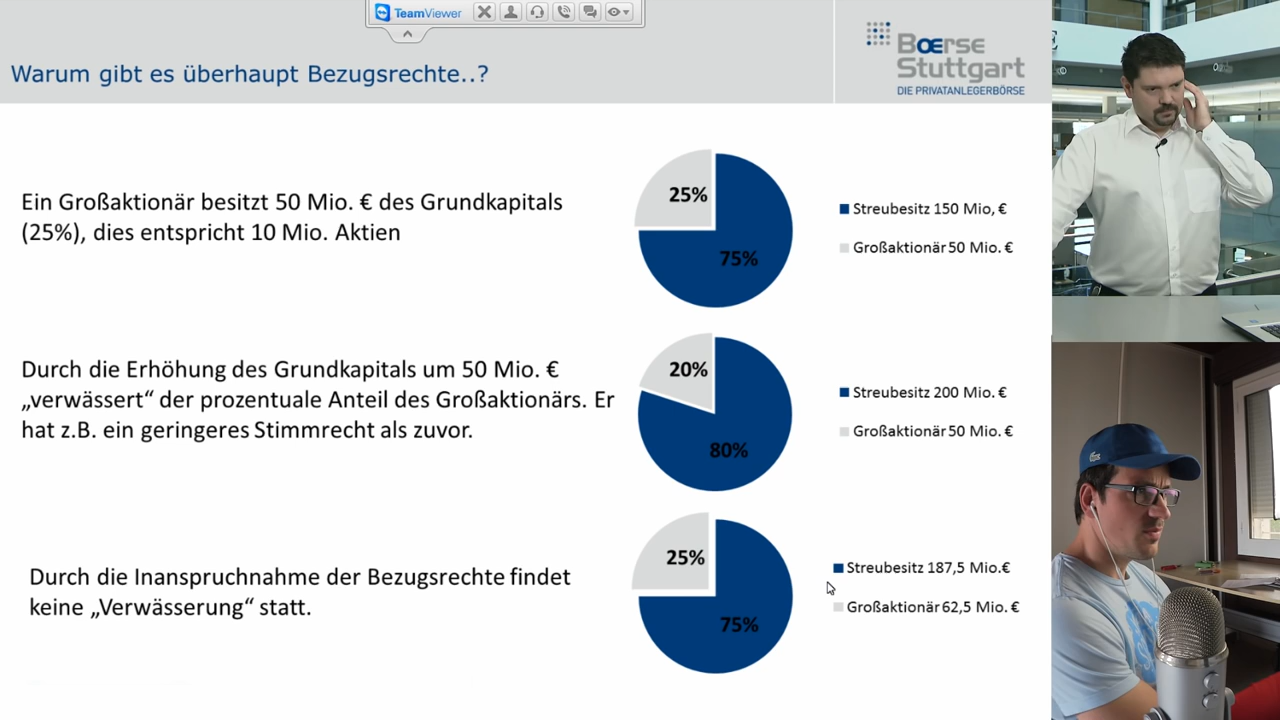 TeamViewer
Warum gibt es überhaupt Bezugsrechte..?
BŒRSE
Stuttgart
DIE PRIVATANLEGERBÖRSE
Ein Großaktionär besitzt 50 Mio. € des Grundkapitals
(25%), dies entspricht 10 Mio. Aktien
25%
75%
Streubesitz 150 Mio, €
Großaktionär 50 Mio. €
Durch die Erhöhung des Grundkapitals um 50 Mio. €
„verwässert“ der prozentuale Anteil des Großaktionärs. Er
hat z.B. ein geringeres Stimmrecht als zuvor.
20%
80%
Streubesitz 200 Mio. €
Großaktionär 50 Mio. €
Durch die Inanspruchnahme der Bezugsrechte findet
keine „Verwässerung“ statt.
25%
75%
Streubesitz 187,5 Mio.€
Großaktionär 62,5 Mio. €